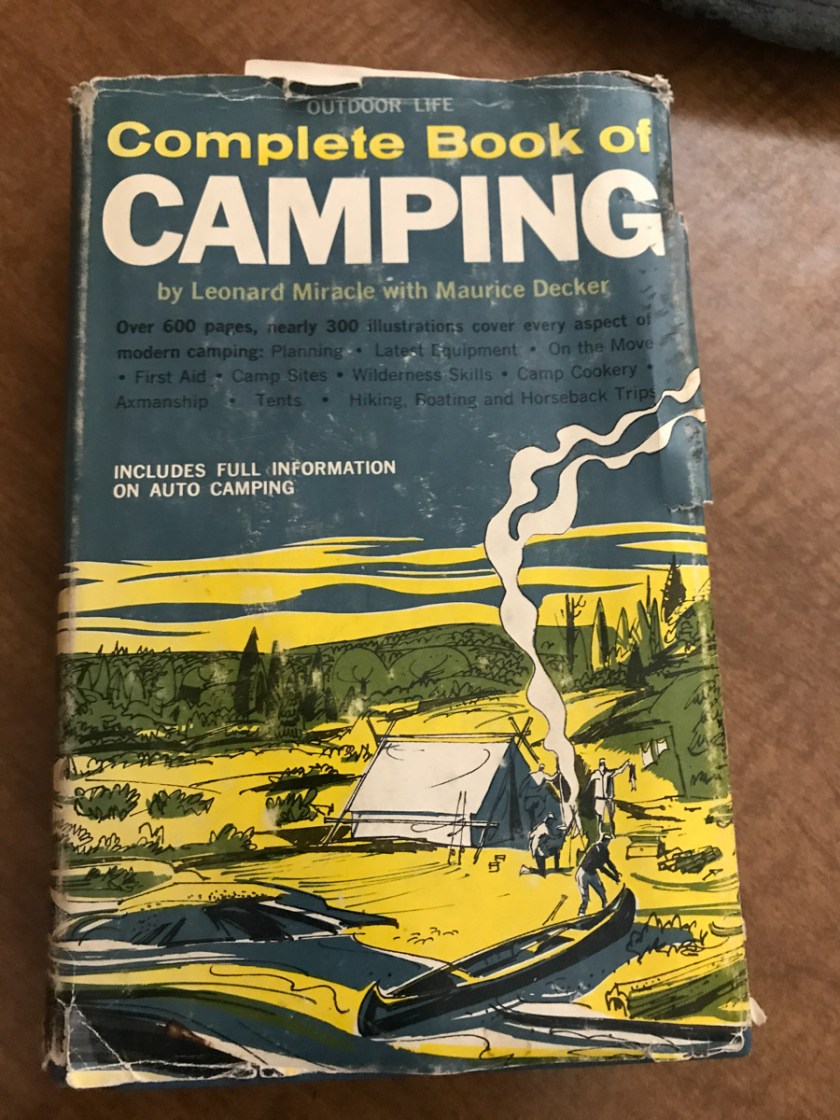 OUTDOOR LIFE
Complete Book of
CAMPING
by Leonard Miracle with Maurice Decker
Over 600 pages, nearly 300 illustrations cover every aspect of
modern camping: Planning • Latest Equipment • On the Move
• First Aid • Camp Sites • Wilderness Skills • Camp Cookery •
Axmanship • Tents • Hiking, Boating and Horseback Trips
INCLUDES FULL INFORMATION
ON AUTO CAMPING